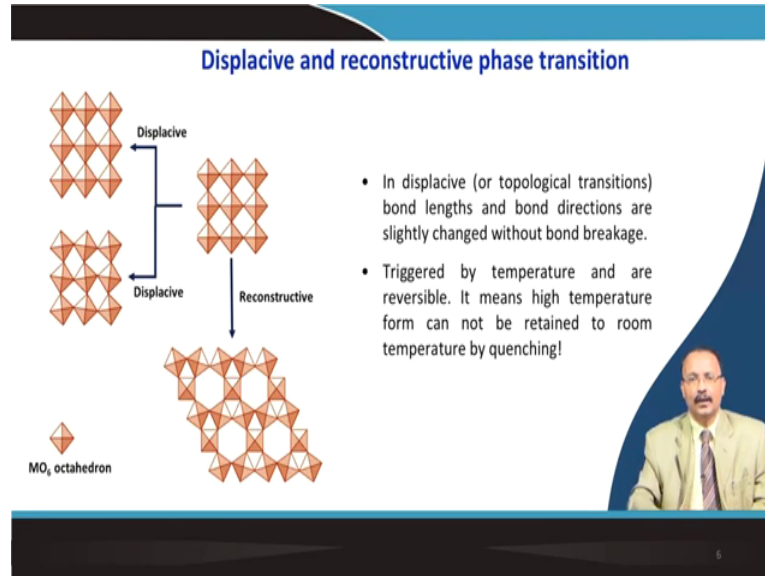 Displacive and reconstructive phase transition
Displacive
Displacive
Reconstructive
MO₆ octahedron
• In displacive (or topological transitions)
bond lengths and bond directions are
slightly changed without bond breakage.
• Triggered by temperature and are
reversible. It means high temperature
form can not be retained to room
temperature by quenching!
6